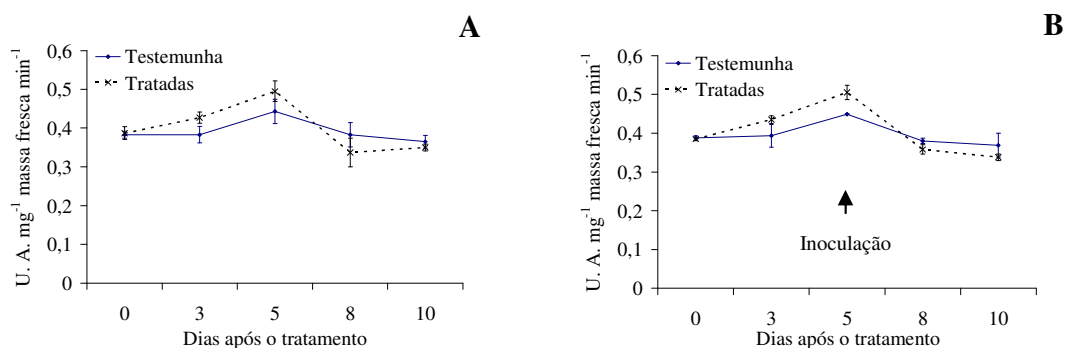 A
U. A. mg-1 massa fresca min-1
0,6
0,5
0,4
0,3
0,2
0,1
0
Testemunha
Tratadas
0 3 5 8 10
Dias após o tratamento
B
U. A. mg-1 massa fresca min-1
0,6
0,5
0,4
0,3
0,2
0,1
0
Testemunha
Tratadas
Inoculação
0 3 5 8 10
Dias após o tratamento